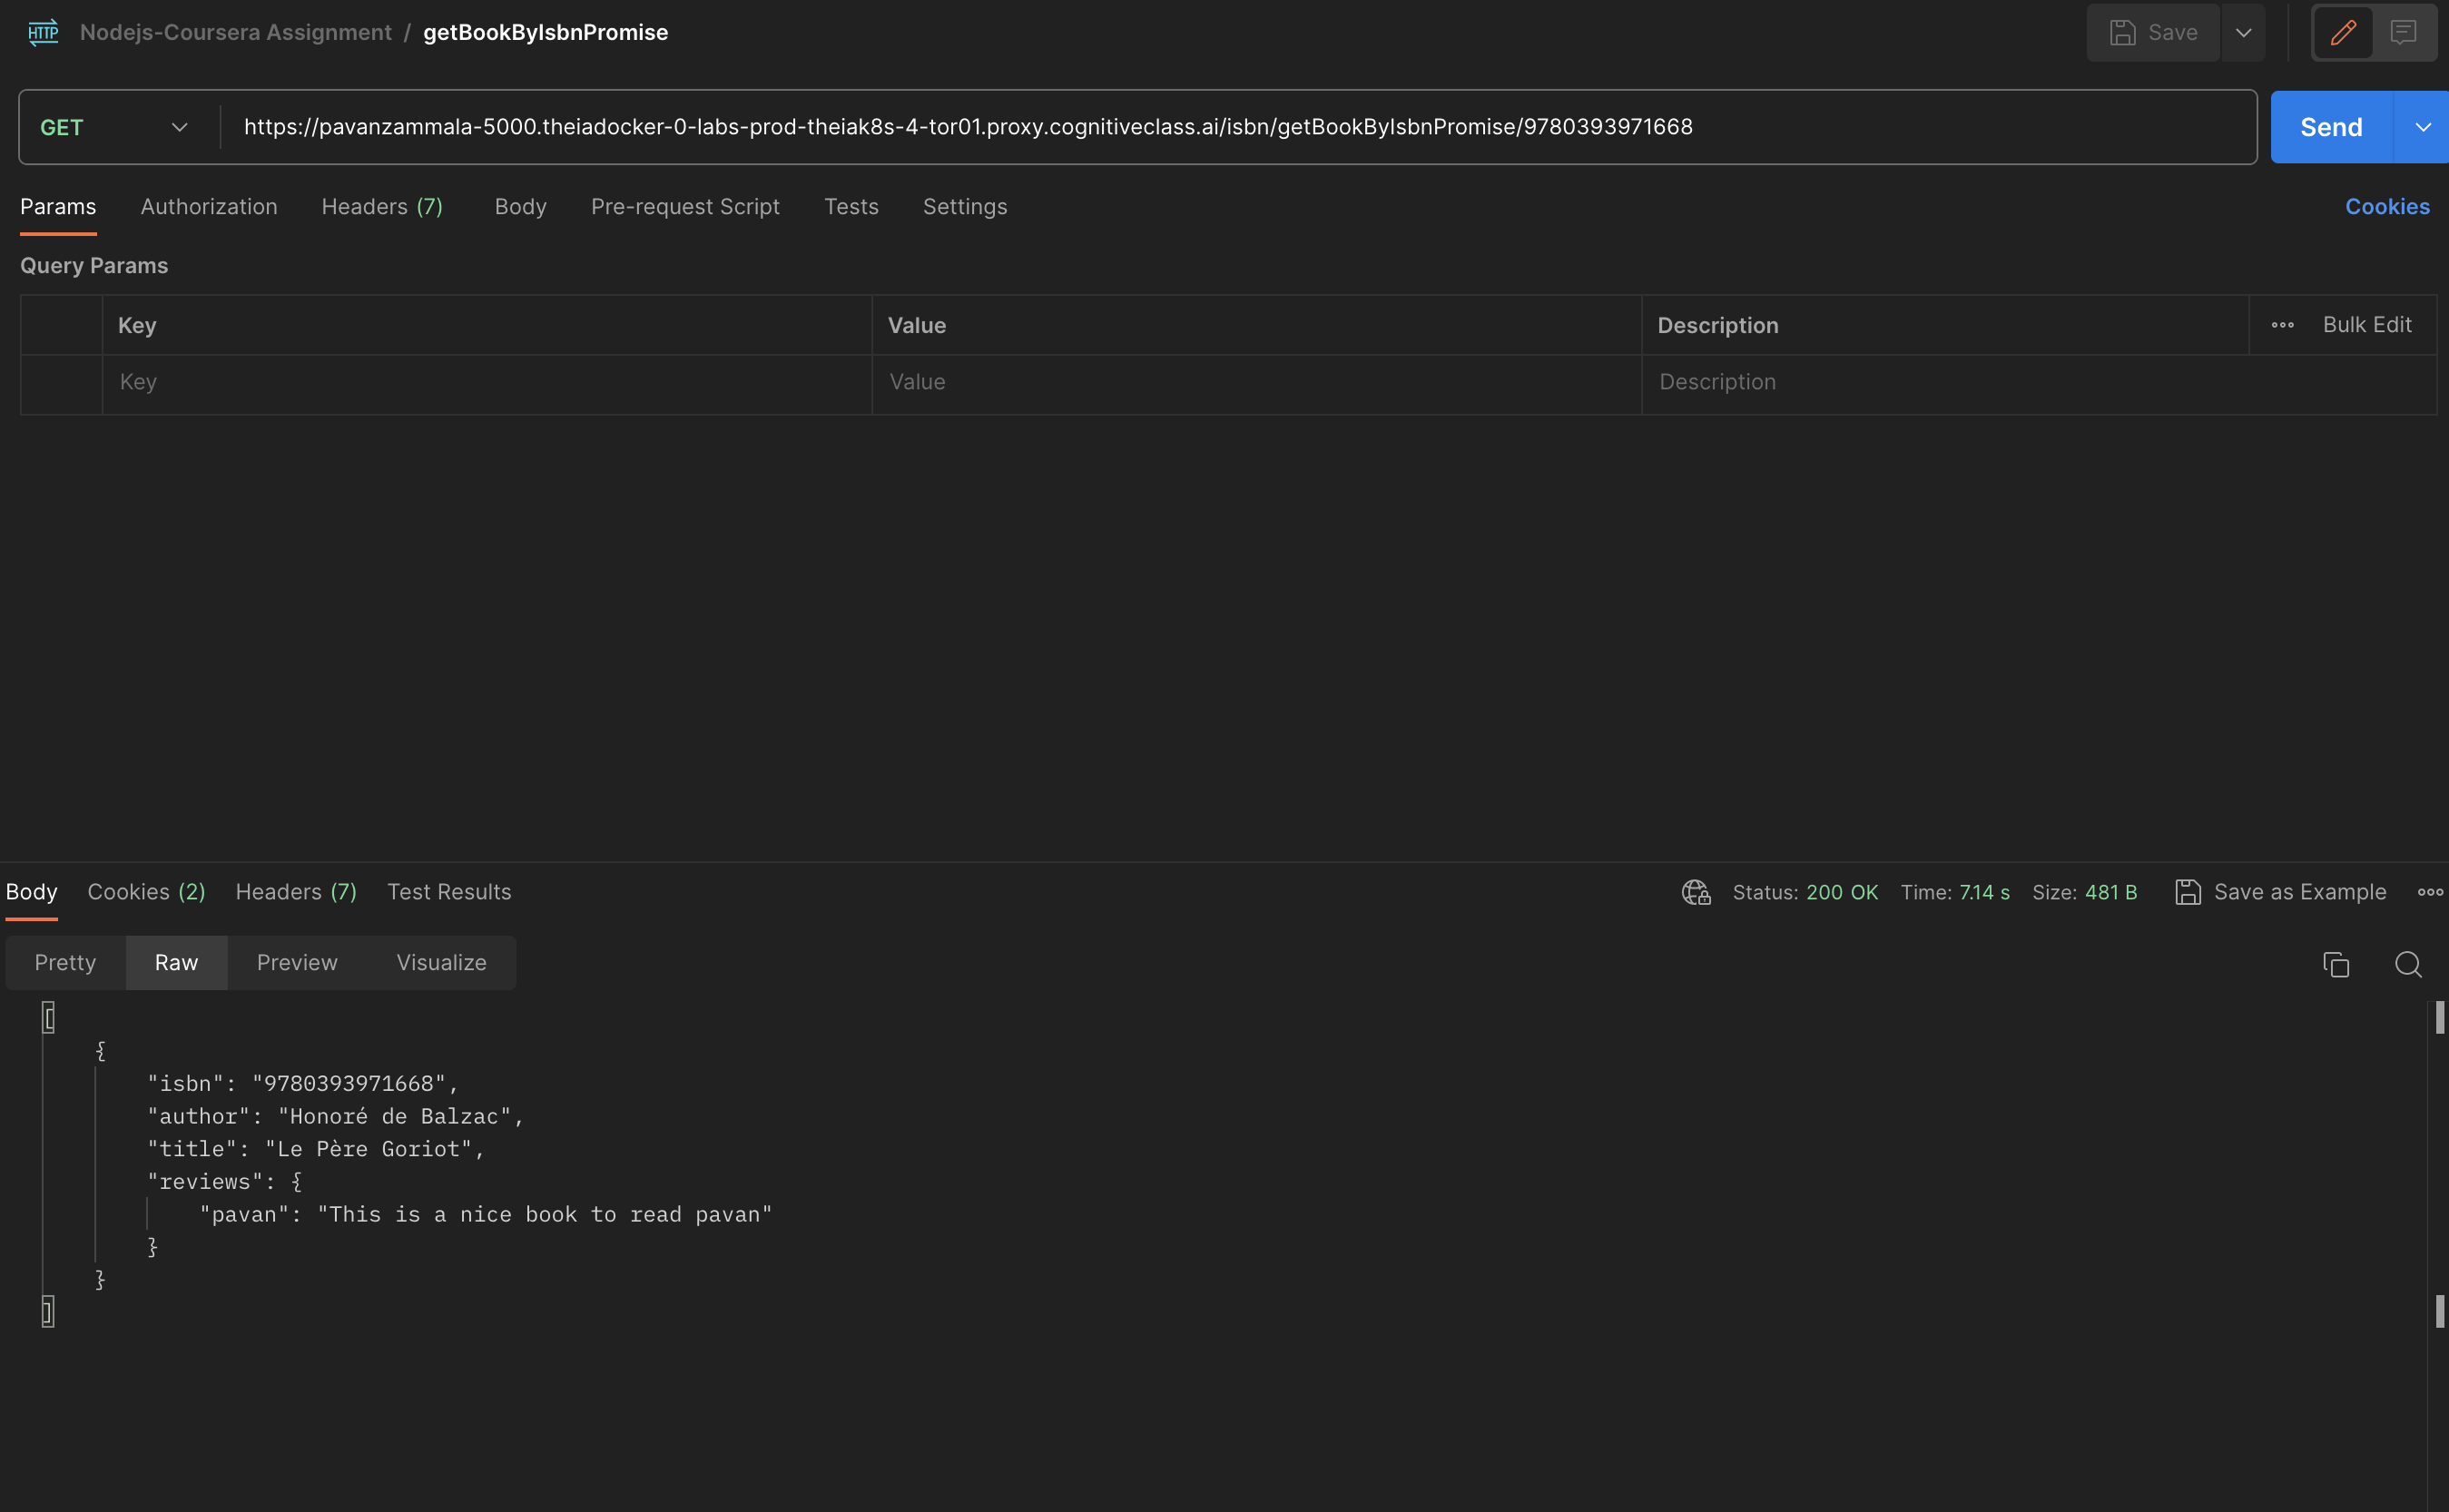 HTTP Nodejs-Coursera Assignment / getBookByIsbnPromise Save
GET https://pavanzammala-5000.theiadocker-0-labs-prod-theiak8s-4-tor01.proxy.cognitiveclass.ai/isbn/getBookByIsbnPromise/9780393971668 Send
Params Authorization Headers (7) Body Pre-request Script Tests Settings Cookies
Query Params
Key Value Description Bulk Edit
Key Value Description
Body Cookies (2) Headers (7) Test Results Status: 200 OK Time: 7.14 s Size: 481 B Save as Example
Pretty Raw Preview Visualize
[
{
"isbn": "9780393971668",
"author": "Honoré de Balzac",
"title": "Le Père Goriot",
"reviews": {
"pavan": "This is a nice book to read pavan"
}
}
]